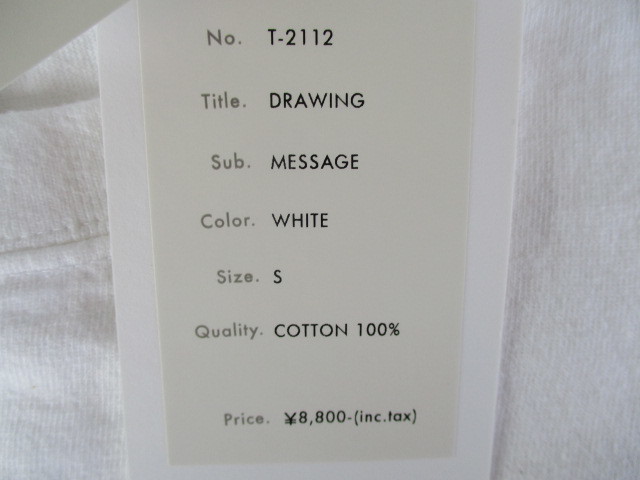 No. T-2112
Title. DRAWING
Sub. MESSAGE
Color. WHITE
Size. S
Quality. COTTON 100%
Price. ¥8,800-(inc.tax)